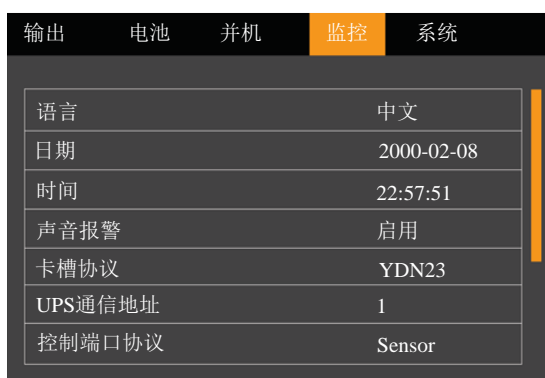 输出 电池 并机 监控 系统
语言 中文
日期 2000-02-08
时间 22:57:51
声音报警 启用
卡槽协议 YDN23
UPS通信地址 1
控制端口协议 Sensor